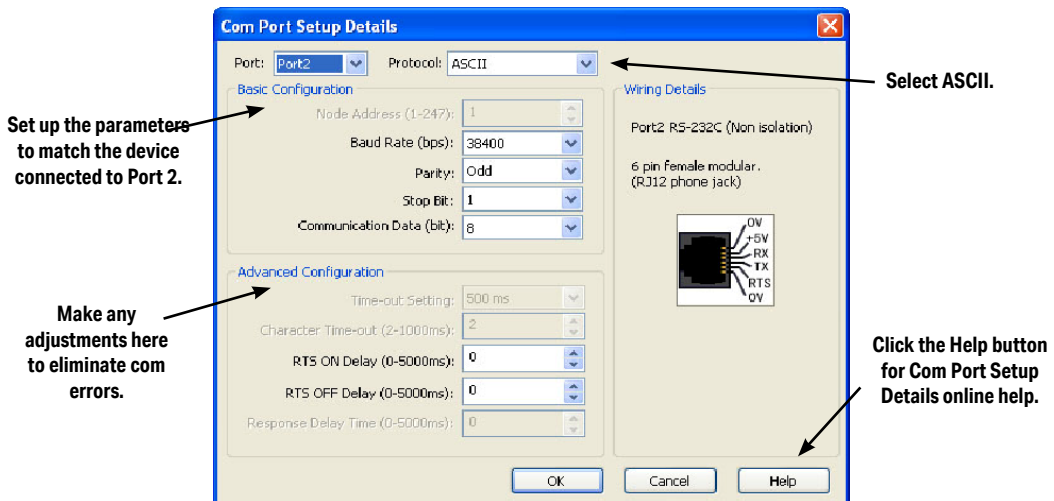 Com Port Setup Details
Port: Port2 Protocol: ASCII
Select ASCII.
Basic Configuration
Node Address (1-247): 1
Baud Rate (bps): 38400
Parity: Odd
Stop Bit: 1
Communication Data (bit): 8
Set up the parameters
to match the device
connected to Port 2.
Wiring Details
Port2 RS-232C (Non isolation)
6 pin female modular.
(RJ12 phone jack)
0V
+5V
RX
TX
RTS
0V
Advanced Configuration
Time-out Setting: 500 ms
Character Time-out (2-1000ms): 2
RTS ON Delay (0-5000ms): 0
RTS OFF Delay (0-5000ms): 0
Response Delay Time (0-5000ms): 0
Make any
adjustments here
to eliminate com
errors.
Click the Help button
for Com Port Setup
Details online help.
OK Cancel Help